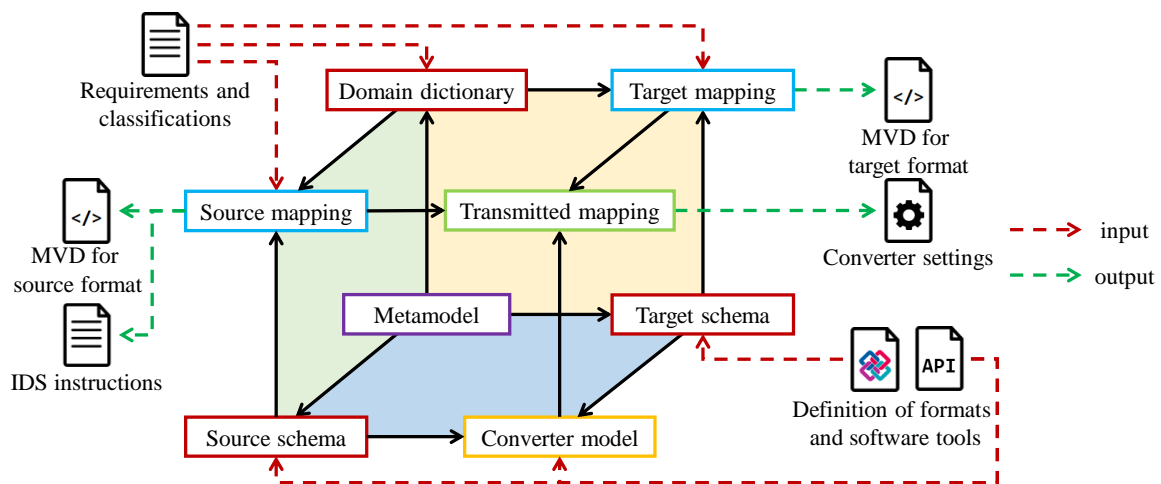 Requirements and
classifications
Domain dictionary
Target mapping
</>
MVD for
target format
</>
MVD for
source format
Source mapping
Transmitted mapping
Converter settings
input
output
IDS instructions
Metamodel
Target schema
API
Definition of formats
and software tools
Source schema
Converter model